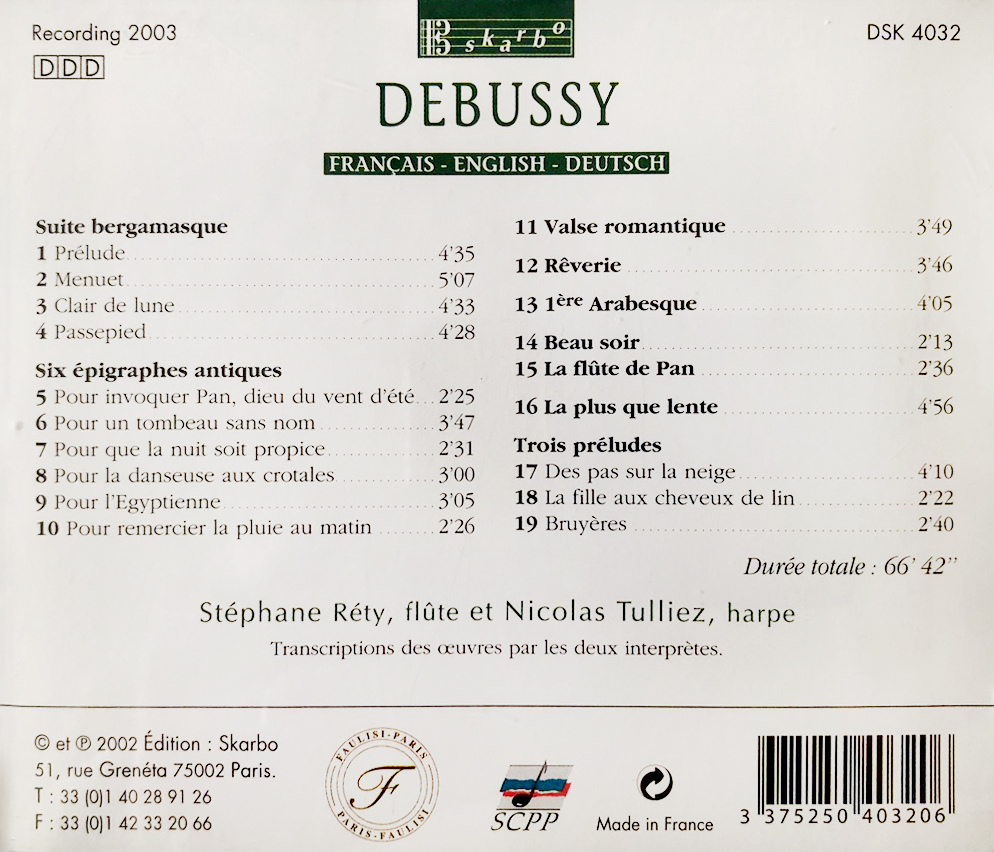 Recording 2003
DDD
skarbo
DSK 4032
DEBUSSY
FRANÇAIS - ENGLISH - DEUTSCH
Suite bergamasque
1 Prélude 4'35
2 Menuet 5'07
3 Clair de lune 4'33
4 Passepied 4'28
Six épigraphes antiques
5 Pour invoquer Pan, dieu du vent d'été 2'25
6 Pour un tombeau sans nom 3'47
7 Pour que la nuit soit propice 2'31
8 Pour la danseuse aux crotales 3'00
9 Pour l'Egyptienne 3'05
10 Pour remercier la pluie au matin 2'26
11 Valse romantique 3'49
12 Rêverie 3'46
13 1ère Arabesque 4'05
14 Beau soir 2'13
15 La flûte de Pan 2'36
16 La plus que lente 4'56
Trois préludes
17 Des pas sur la neige 4'10
18 La fille aux cheveux de lin 2'22
19 Bruyères 2'40
Durée totale : 66' 42"
Stéphane Réty, flûte et Nicolas Tulliez, harpe
Transcriptions des œuvres par les deux interprètes.
© et ℗ 2002 Édition : Skarbo
51, rue Grenéta 75002 Paris.
T : 33 (0)1 40 28 91 26
F : 33 (0)1 42 33 20 66
FAULISI-PARIS
F
PARIS-FAULISI
SCPP
Made in France
3 375250 403206